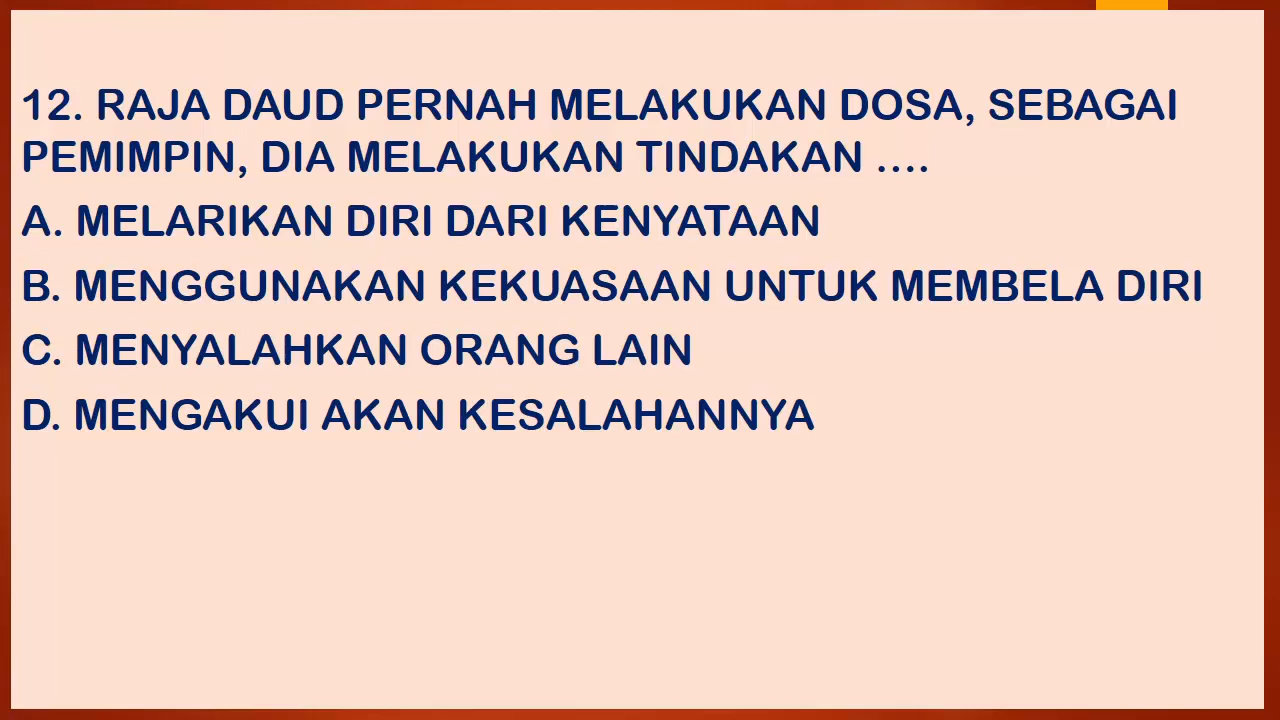 12. RAJA DAUD PERNAH MELAKUKAN DOSA, SEBAGAI
PEMIMPIN, DIA MELAKUKAN TINDAKAN ....
A. MELARIKAN DIRI DARI KENYATAAN
B. MENGGUNAKAN KEKUASAAN UNTUK MEMBELA DIRI
C. MENYALAHKAN ORANG LAIN
D. MENGAKUI AKAN KESALAHANNYA